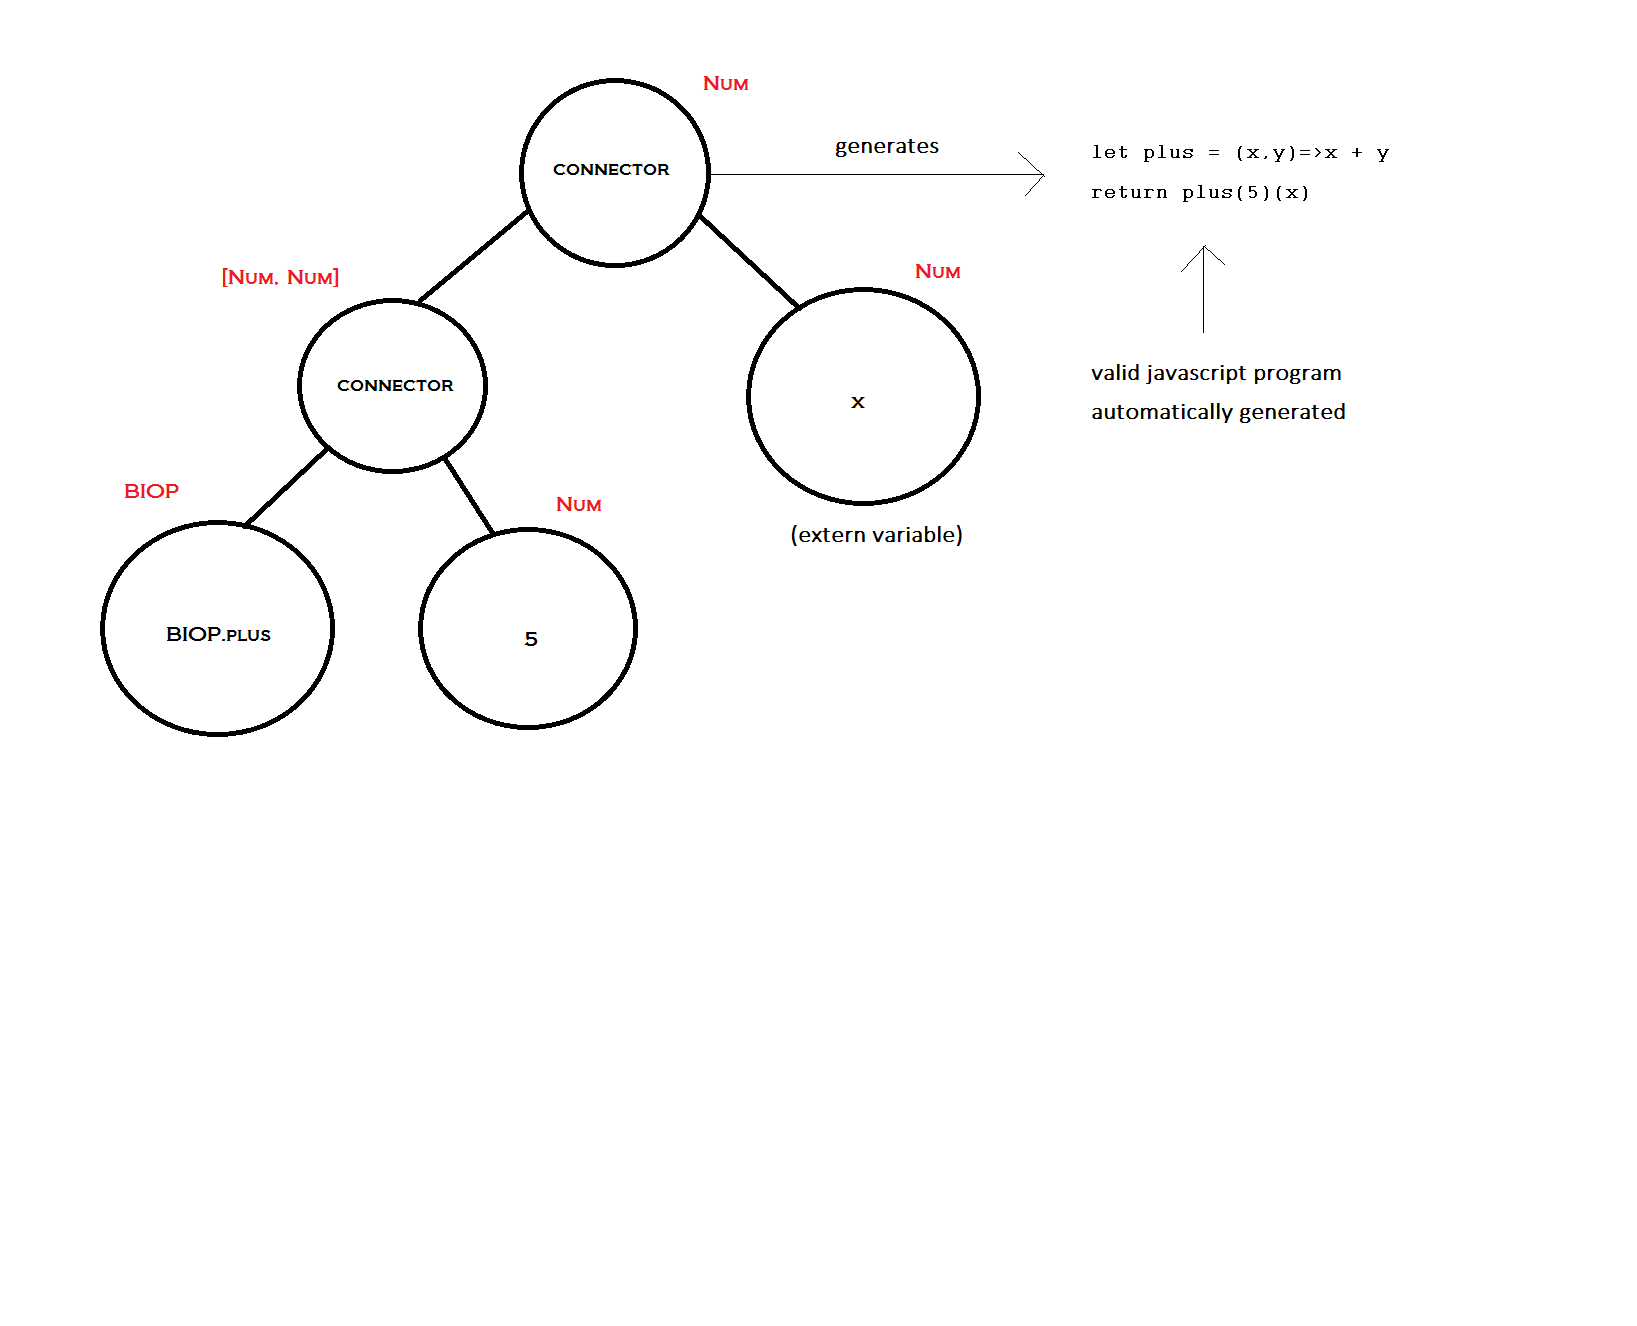 Num
CONNECTOR
generates
let plus = (x,y)=>x + y
return plus(5)(x)
[Num, Num]
Num
CONNECTOR
x
valid javascript program
automatically generated
BIOP
Num
(extern variable)
BIOP.PLUS
5